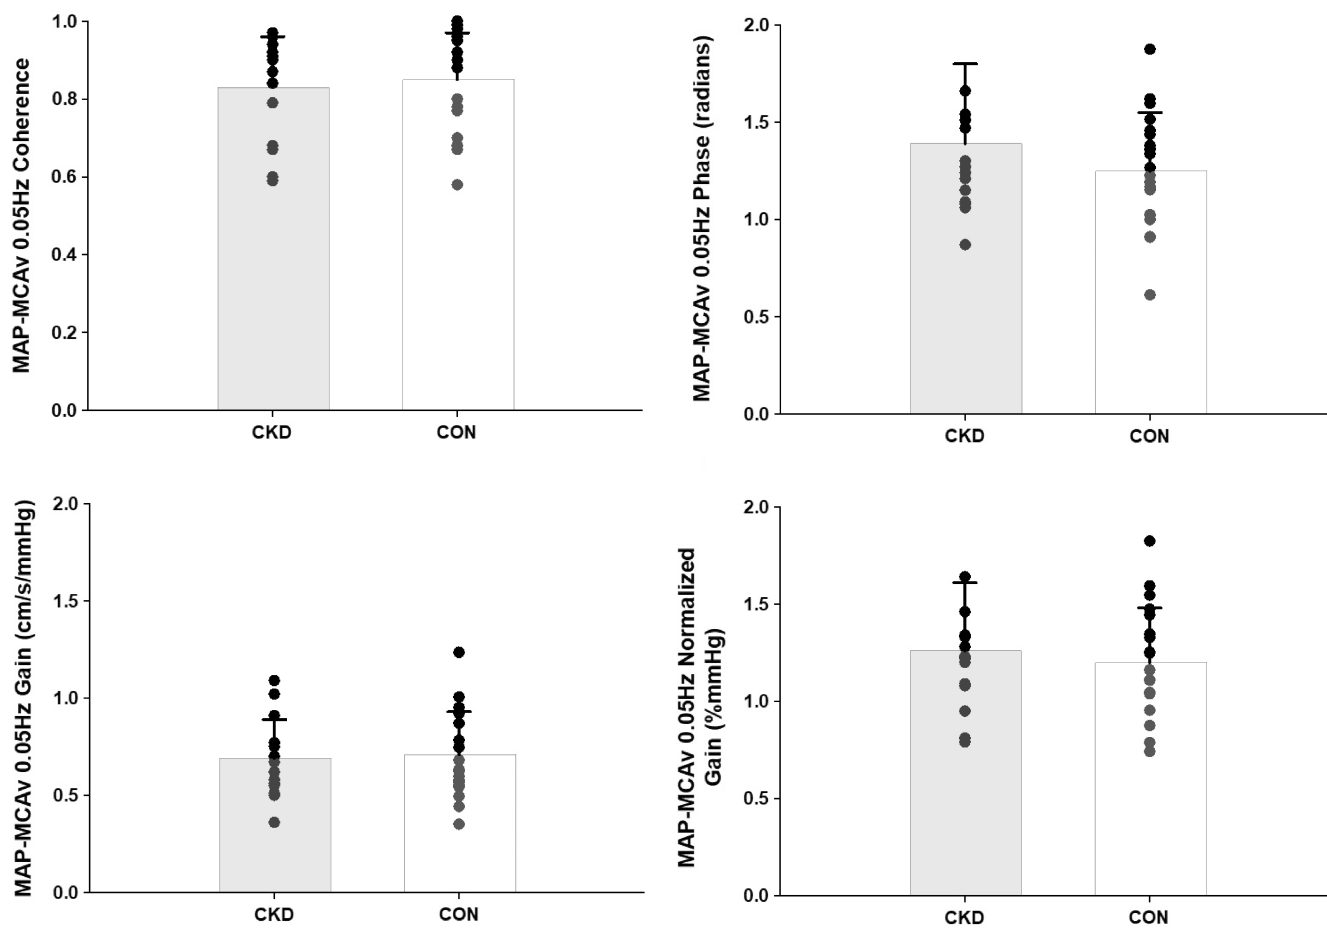 MAP-MCAv 0.05Hz Coherence
1.0
0.8
0.6
0.4
0.2
0.0
CKD
CON
MAP-MCAv 0.05Hz Phase (radians)
2.0
1.5
1.0
0.5
0.0
CKD
CON
MAP-MCAv 0.05Hz Gain (cm/s/mmHg)
2.0
1.5
1.0
0.5
0.0
CKD
CON
MAP-MCAv 0.05Hz Normalized
Gain (%mmHg)
2.0
1.5
1.0
0.5
0.0
CKD
CON